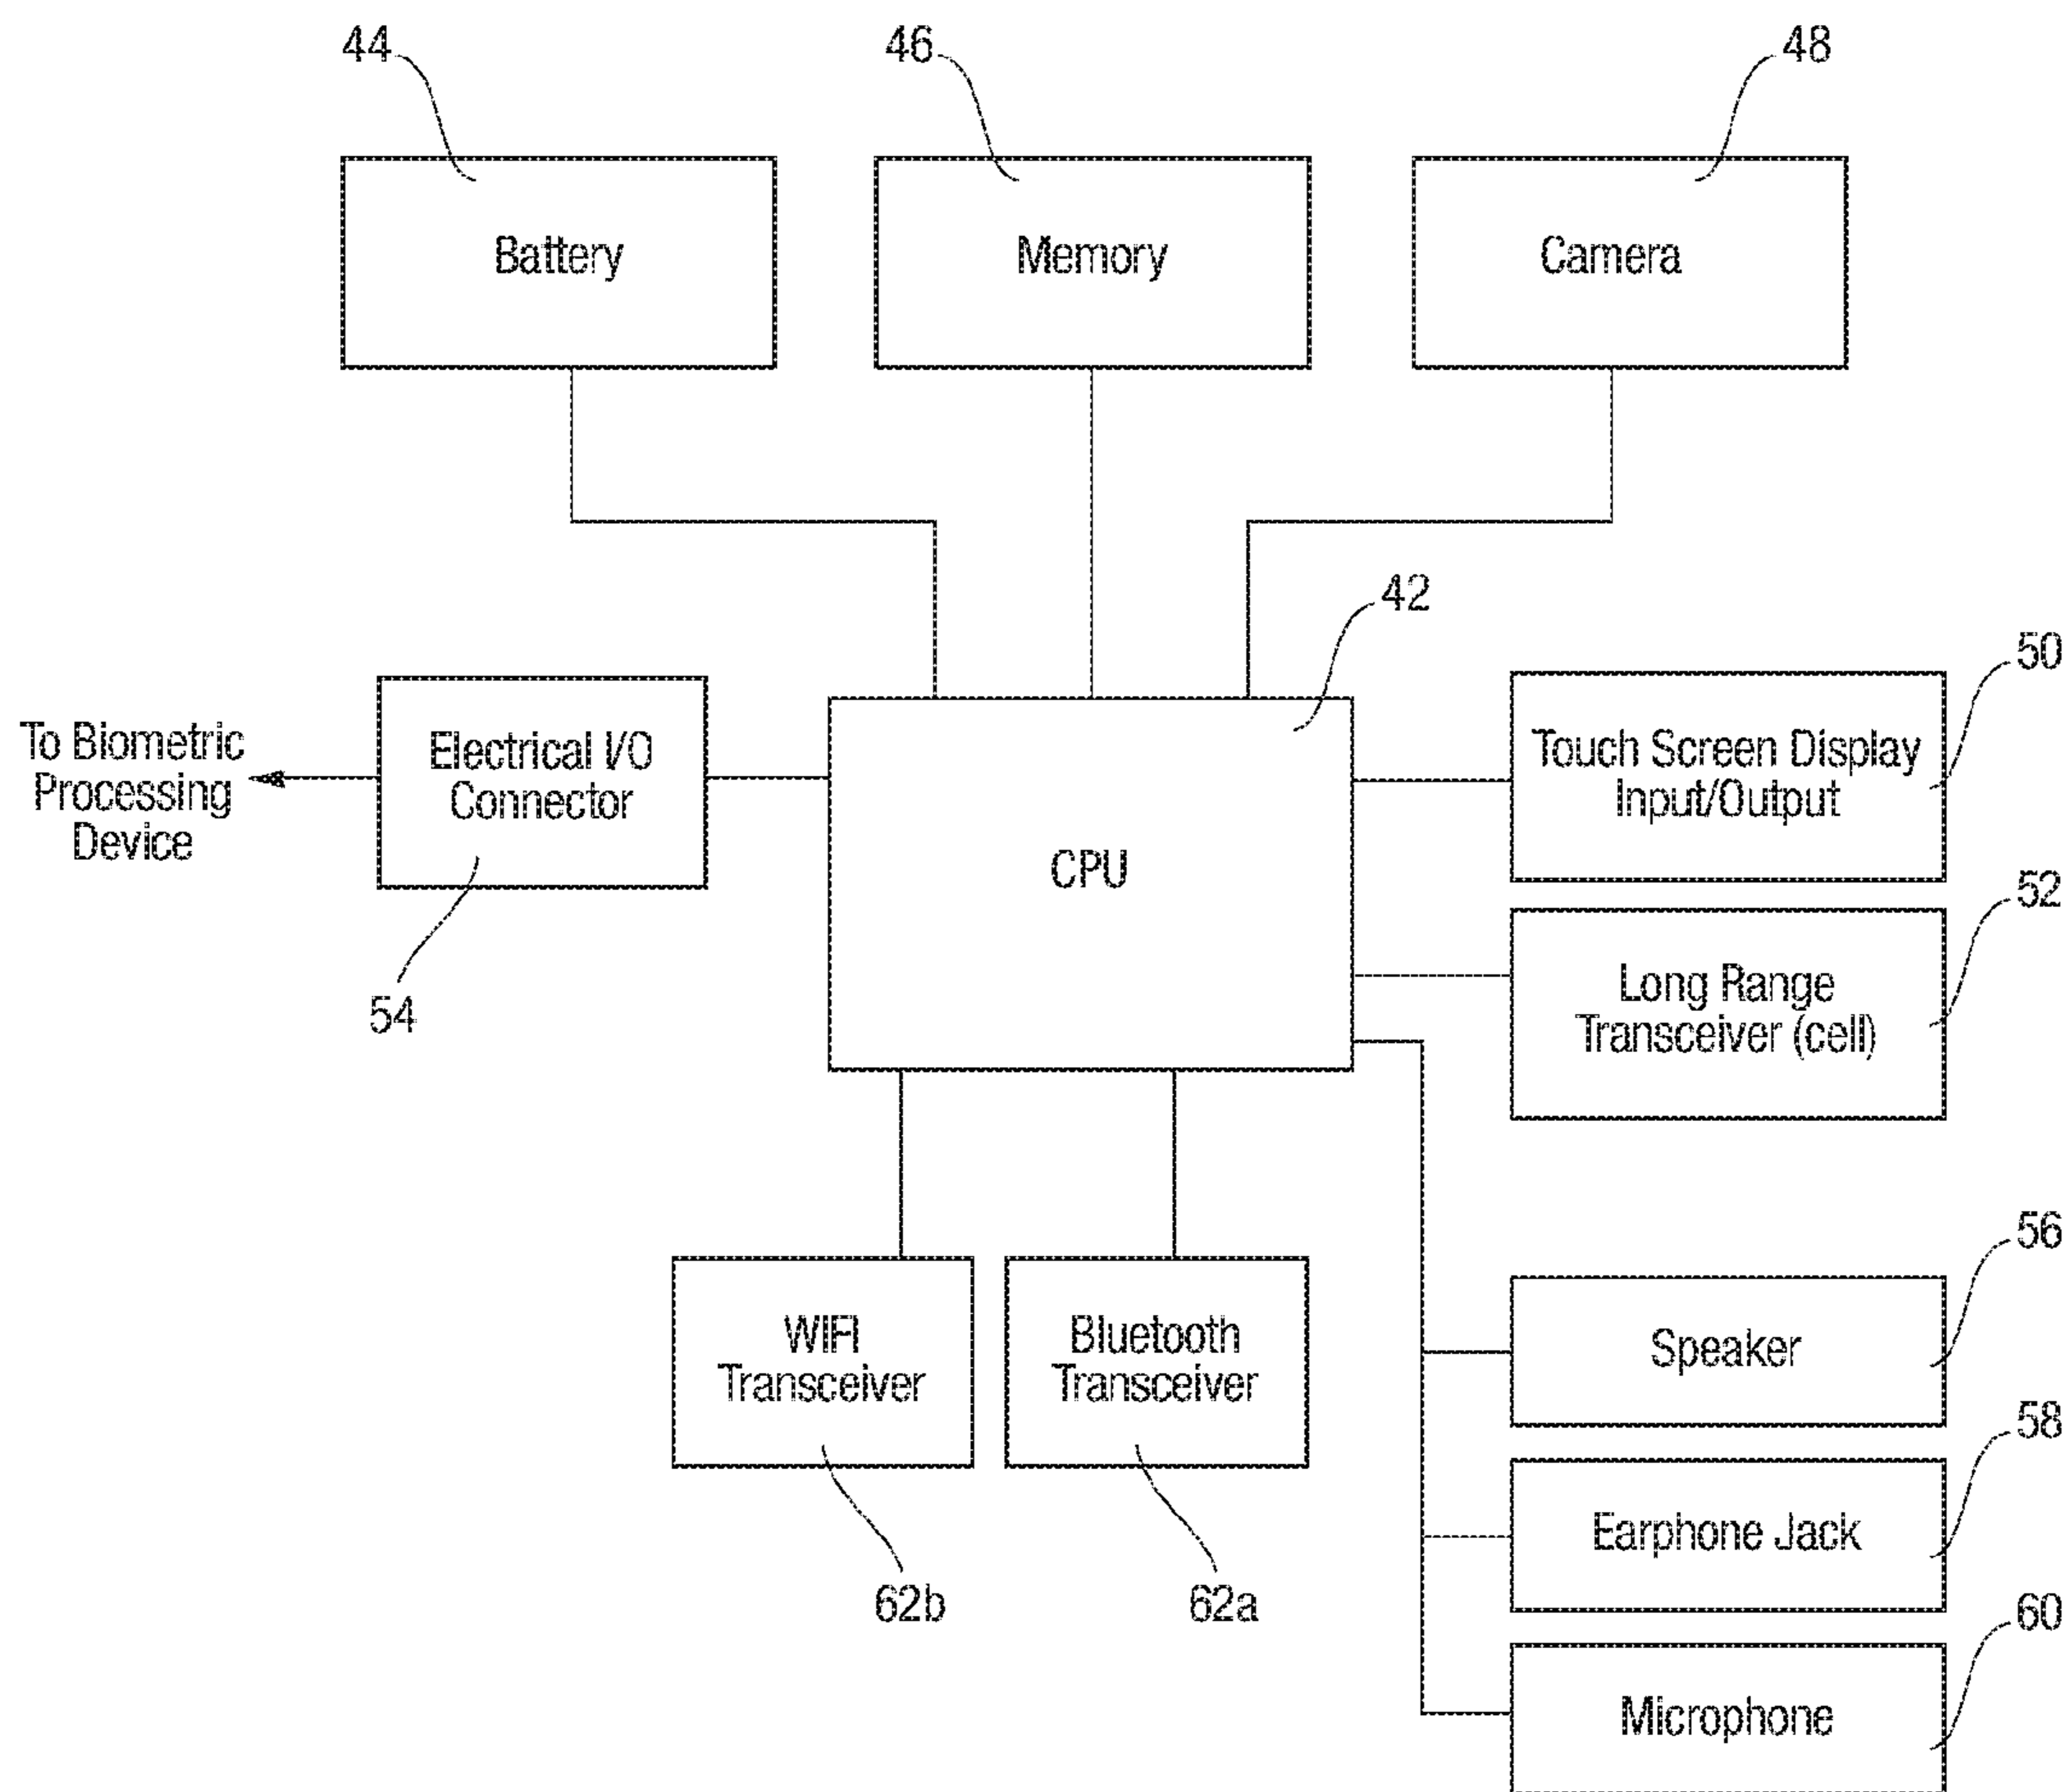 44
46
48
Battery
Memory
Camera
42
50
To Biometric
Processing
Device
Electrical I/O
Connector
54
CPU
Touch Screen Display
Input/Output
52
Long Range
Transceiver (cell)
WIFI
Transceiver
62b
Bluetooth
Transceiver
62a
56
Speaker
58
Earphone Jack
60
Microphone